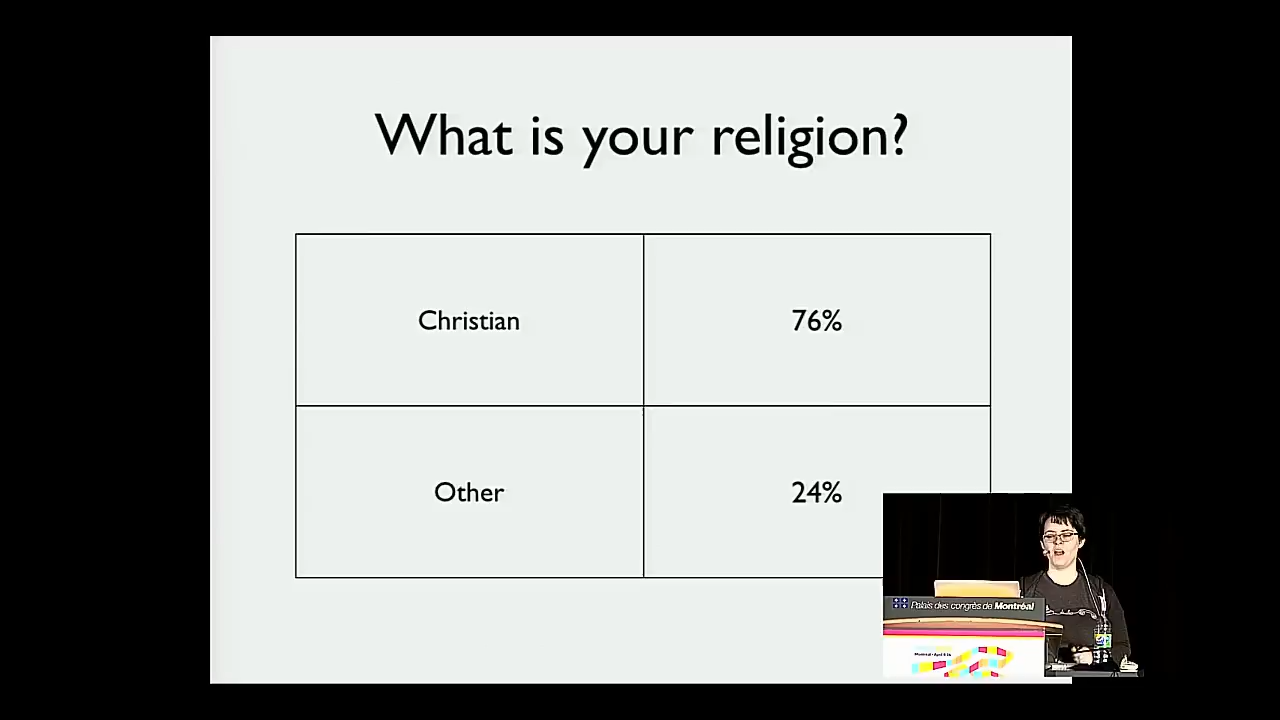 What is your religion?
Christian
76%
Other
24%
Palais des congrès de Montréal